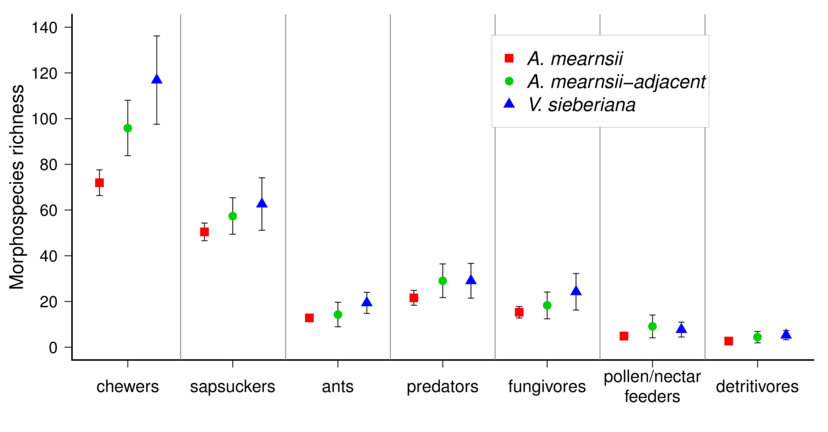 Morphospecies richness
140
120
100
80
60
40
20
0
A. mearnsii
A. mearnsii−adjacent
V. sieberiana
chewers
sapsuckers
ants
predators
fungivores
pollen/nectar
feeders
detritivores